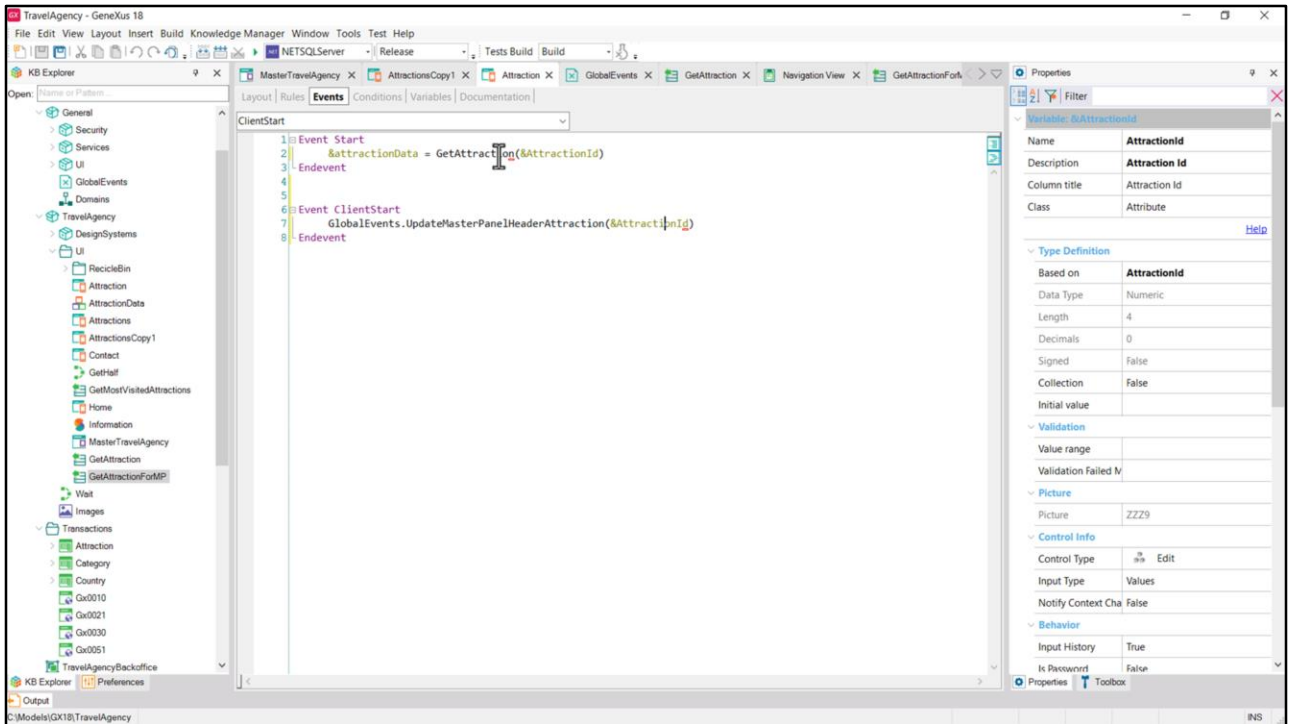 TravelAgency - GeneXus 18
File Edit View Layout Insert Build Knowledge Manager Window Tools Test Help
NETSQLServer Release Tests Build Build
KB Explorer
Open: Name or Pattern...
General
Security
Services
UI
GlobalEvents
Domains
TravelAgency
DesignSystems
UI
RecicleBin
Attraction
AttractionData
Attractions
AttractionsCopy1
Contact
GetHalf
GetMostVisitedAttractions
Home
Information
MasterTravelAgency
GetAttraction
GetAttractionForMP
Wait
Images
Transactions
Attraction
Category
Country
Gx0010
Gx0021
Gx0030
Gx0051
TravelAgencyBackoffice
KB Explorer Preferences
MasterTravelAgency X AttractionsCopy1 X Attraction X GlobalEvents X GetAttraction X Navigation View X GetAttractionForM
Layout | Rules | Events | Conditions | Variables | Documentation |
ClientStart
1 Event Start
2 &attractionData = GetAttraction(&AttractionId)
3 Endevent
4
5
6 Event ClientStart
7 GlobalEvents.UpdateMasterPanelHeaderAttraction(&AttractionId)
8 Endevent
Properties
Filter
Variable: &AttractionId
Name AttractionId
Description Attraction Id
Column title Attraction Id
Class Attribute
Help
Type Definition
Based on AttractionId
Data Type Numeric
Length 4
Decimals 0
Signed False
Collection False
Initial value
Validation
Value range
Validation Failed M
Picture
Picture ZZZ9
Control Info
Control Type Edit
Input Type Values
Notify Context Cha False
Behavior
Input History True
Is Password False
Properties Toolbox
Output
C:\Models\GX18\TravelAgency INS